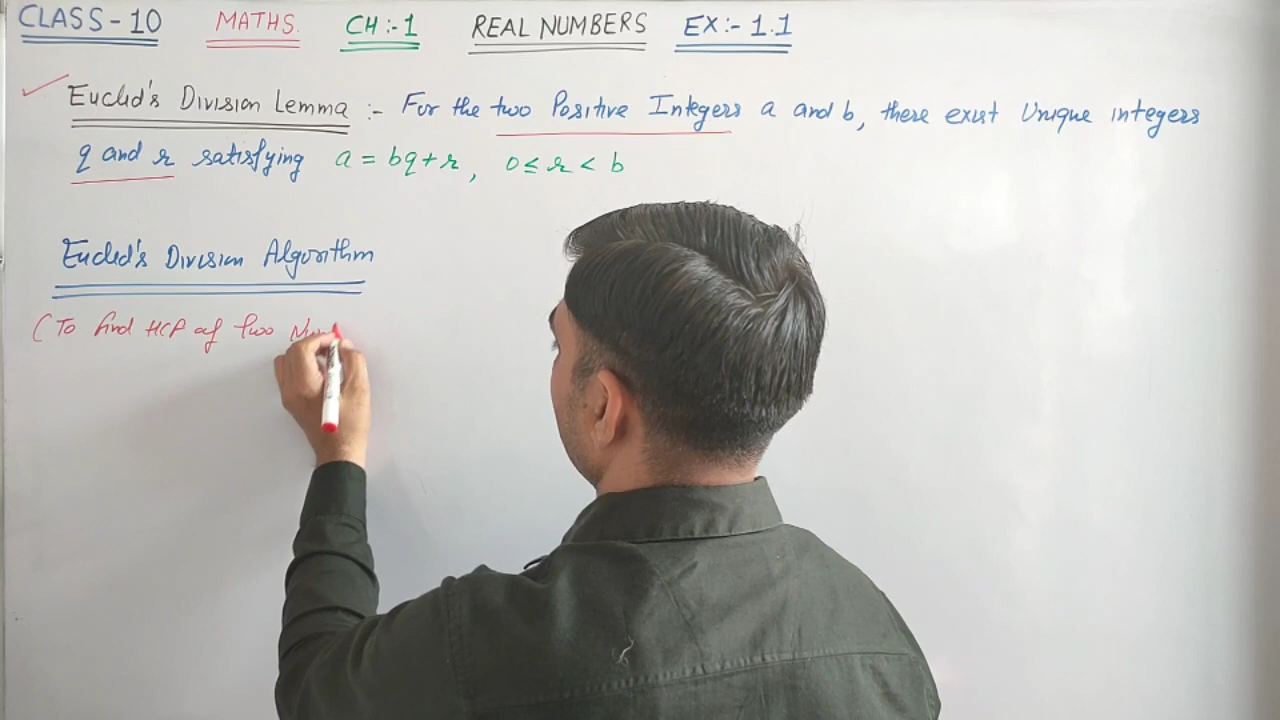 CLASS-10 MATHS. CH:-1 REAL NUMBERS EX:- 1.1
Euclid's Division Lemma :- For the two Positive Integers a and b, there exist Unique integers
q and r satisfying a = bq+r, 0≤r<b
Euclid's Division Algorithm
(To find HCF of two